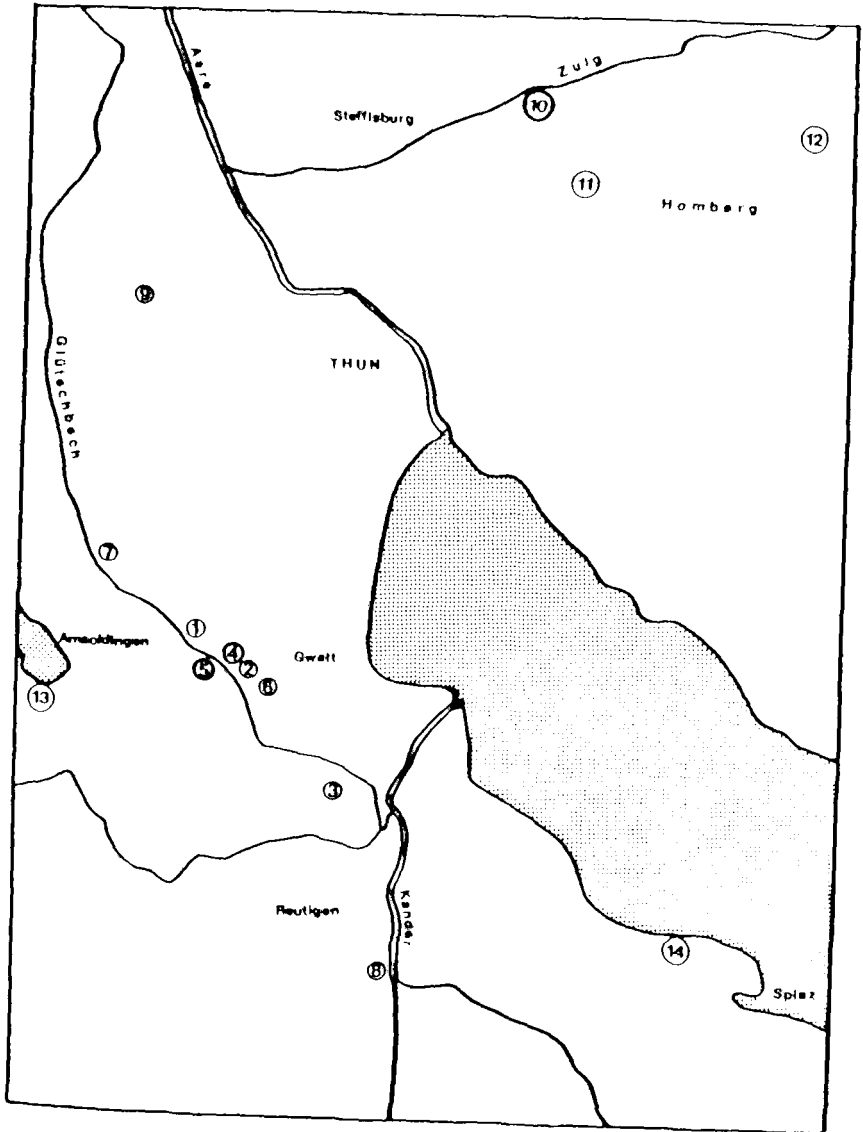 Aare
Zulg
Steffisburg
10
12
11
Homberg
9
THUN
Glütschbach
7
1
Amsoldingen
4
5
2
Gwatt
6
13
3
Reutigen
Kander
8
14
Spiez